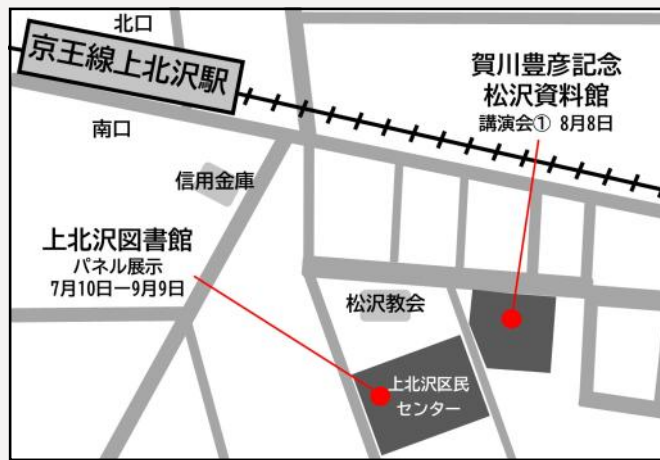 北口
京王線上北沢駅
南口
賀川豊彦記念
松沢資料館
講演会① 8月8日
信用金庫
上北沢図書館
パネル展示
7月10日ー9月9日
松沢教会
上北沢区民
センター